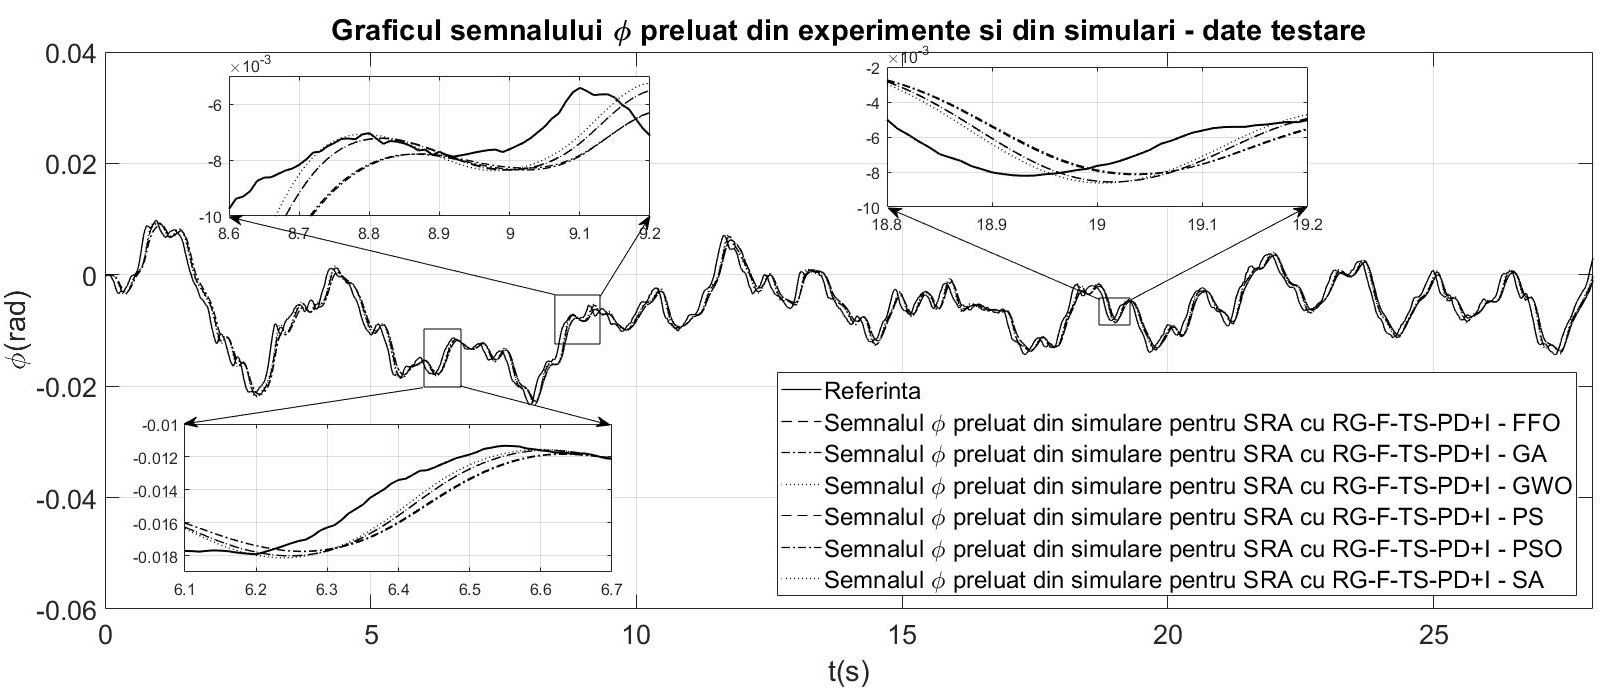 Graficul semnalului ϕ preluat din experimente si din simulari - date testare
0.04
0.02
0
-0.02
-0.04
-0.06
ϕ(rad)
×10⁻³
-6
-8
-10
8.6 8.7 8.8 8.9 9 9.1 9.2
×10⁻³
-2
-4
-6
-8
-10
18.8 18.9 19 19.1 19.2
-0.01
-0.012
-0.014
-0.016
-0.018
6.1 6.2 6.3 6.4 6.5 6.6 6.7
Referinta
Semnalul ϕ preluat din simulare pentru SRA cu RG-F-TS-PD+I - FFO
Semnalul ϕ preluat din simulare pentru SRA cu RG-F-TS-PD+I - GA
Semnalul ϕ preluat din simulare pentru SRA cu RG-F-TS-PD+I - GWO
Semnalul ϕ preluat din simulare pentru SRA cu RG-F-TS-PD+I - PS
Semnalul ϕ preluat din simulare pentru SRA cu RG-F-TS-PD+I - PSO
Semnalul ϕ preluat din simulare pentru SRA cu RG-F-TS-PD+I - SA
0 5 10 15 20 25
t(s)